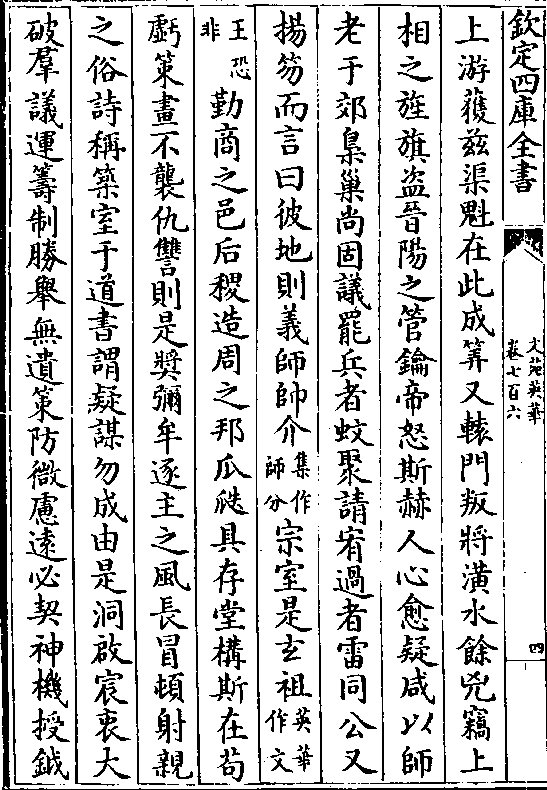 欽定四庫全書
文苑英華
卷七百六
四
上游獲兹渠魁在此成筭又轅門叛將潢水餘兇竊上
相之旌旗盗晉陽之管鑰帝怒斯赫人心愈疑咸以師
老于郊梟巢尚固議罷兵者蚊聚請宥過者雷同公又
揚笏而言曰彼地則義師帥介集作師分宗室是玄祖英華作文
王恐非勤商之邑后稷造周之邦瓜瓞具存堂構斯在苟
虧策畫不襲仇讐則是奬彌牟逐主之風長冒頓射親
之俗詩稱築室于道書謂疑謀勿成由是洞啟宸衷大
破羣議運籌制勝舉無遺策防微慮遠必契神機授鉞